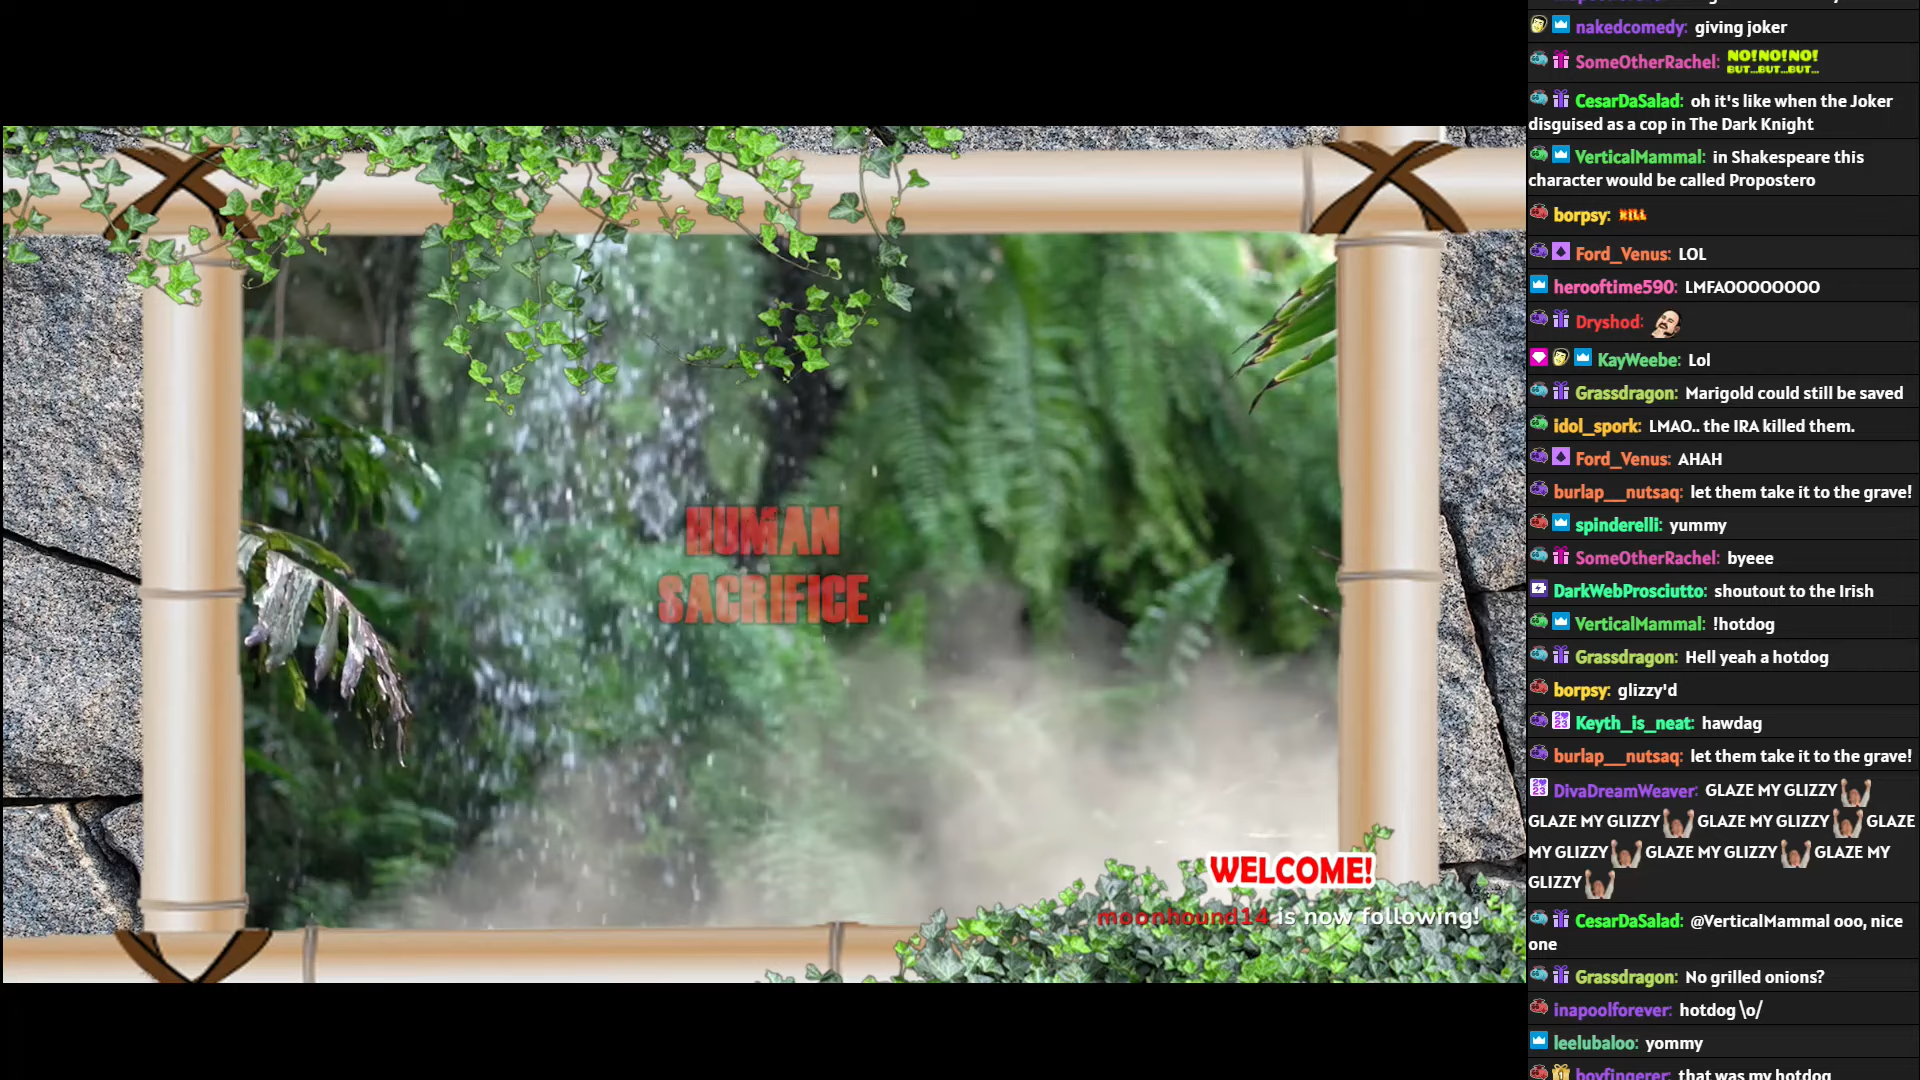 nakedcomedy: giving joker
SomeOtherRachel: NO!NO!NO!
BUT...BUT...BUT...
CesarDaSalad: oh it's like when the Joker
disguised as a cop in The Dark Knight
VerticalMammal: in Shakespeare this
character would be called Propostero
borpsy: KILL
Ford_Venus: LOL
herooftime590: LMFAOOOOOOOO
Dryshod:
KayWeebe: Lol
Grassdragon: Marigold could still be saved
idol_spork: LMAO.. the IRA killed them.
Ford_Venus: AHAH
burlap__nutsaq: let them take it to the grave!
spinderelli: yummy
SomeOtherRachel: byeee
DarkWebProsciutto: shoutout to the Irish
VerticalMammal: !hotdog
Grassdragon: Hell yeah a hotdog
borpsy: glizzy'd
Keyth_is_neat: hawdag
burlap__nutsaq: let them take it to the grave!
DivaDreamWeaver: GLAZE MY GLIZZY
GLAZE MY GLIZZY GLAZE MY GLIZZY GLAZE
MY GLIZZY GLAZE MY GLIZZY GLAZE MY
GLIZZY
CesarDaSalad: @VerticalMammal ooo, nice
one
Grassdragon: No grilled onions?
inapoolforever: hotdog \o/
leelubaloo: yommy
boyfingerer: that was my hotdog
HUMAN
SACRIFICE
WELCOME!
moonhound14 is now following!